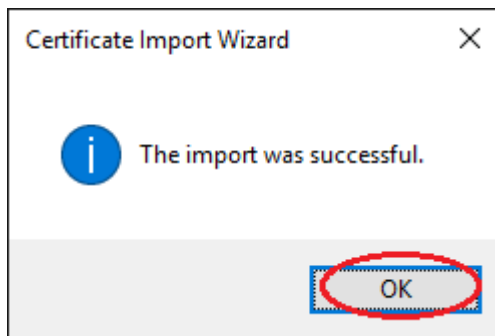 Certificate Import Wizard
The import was successful.
OK